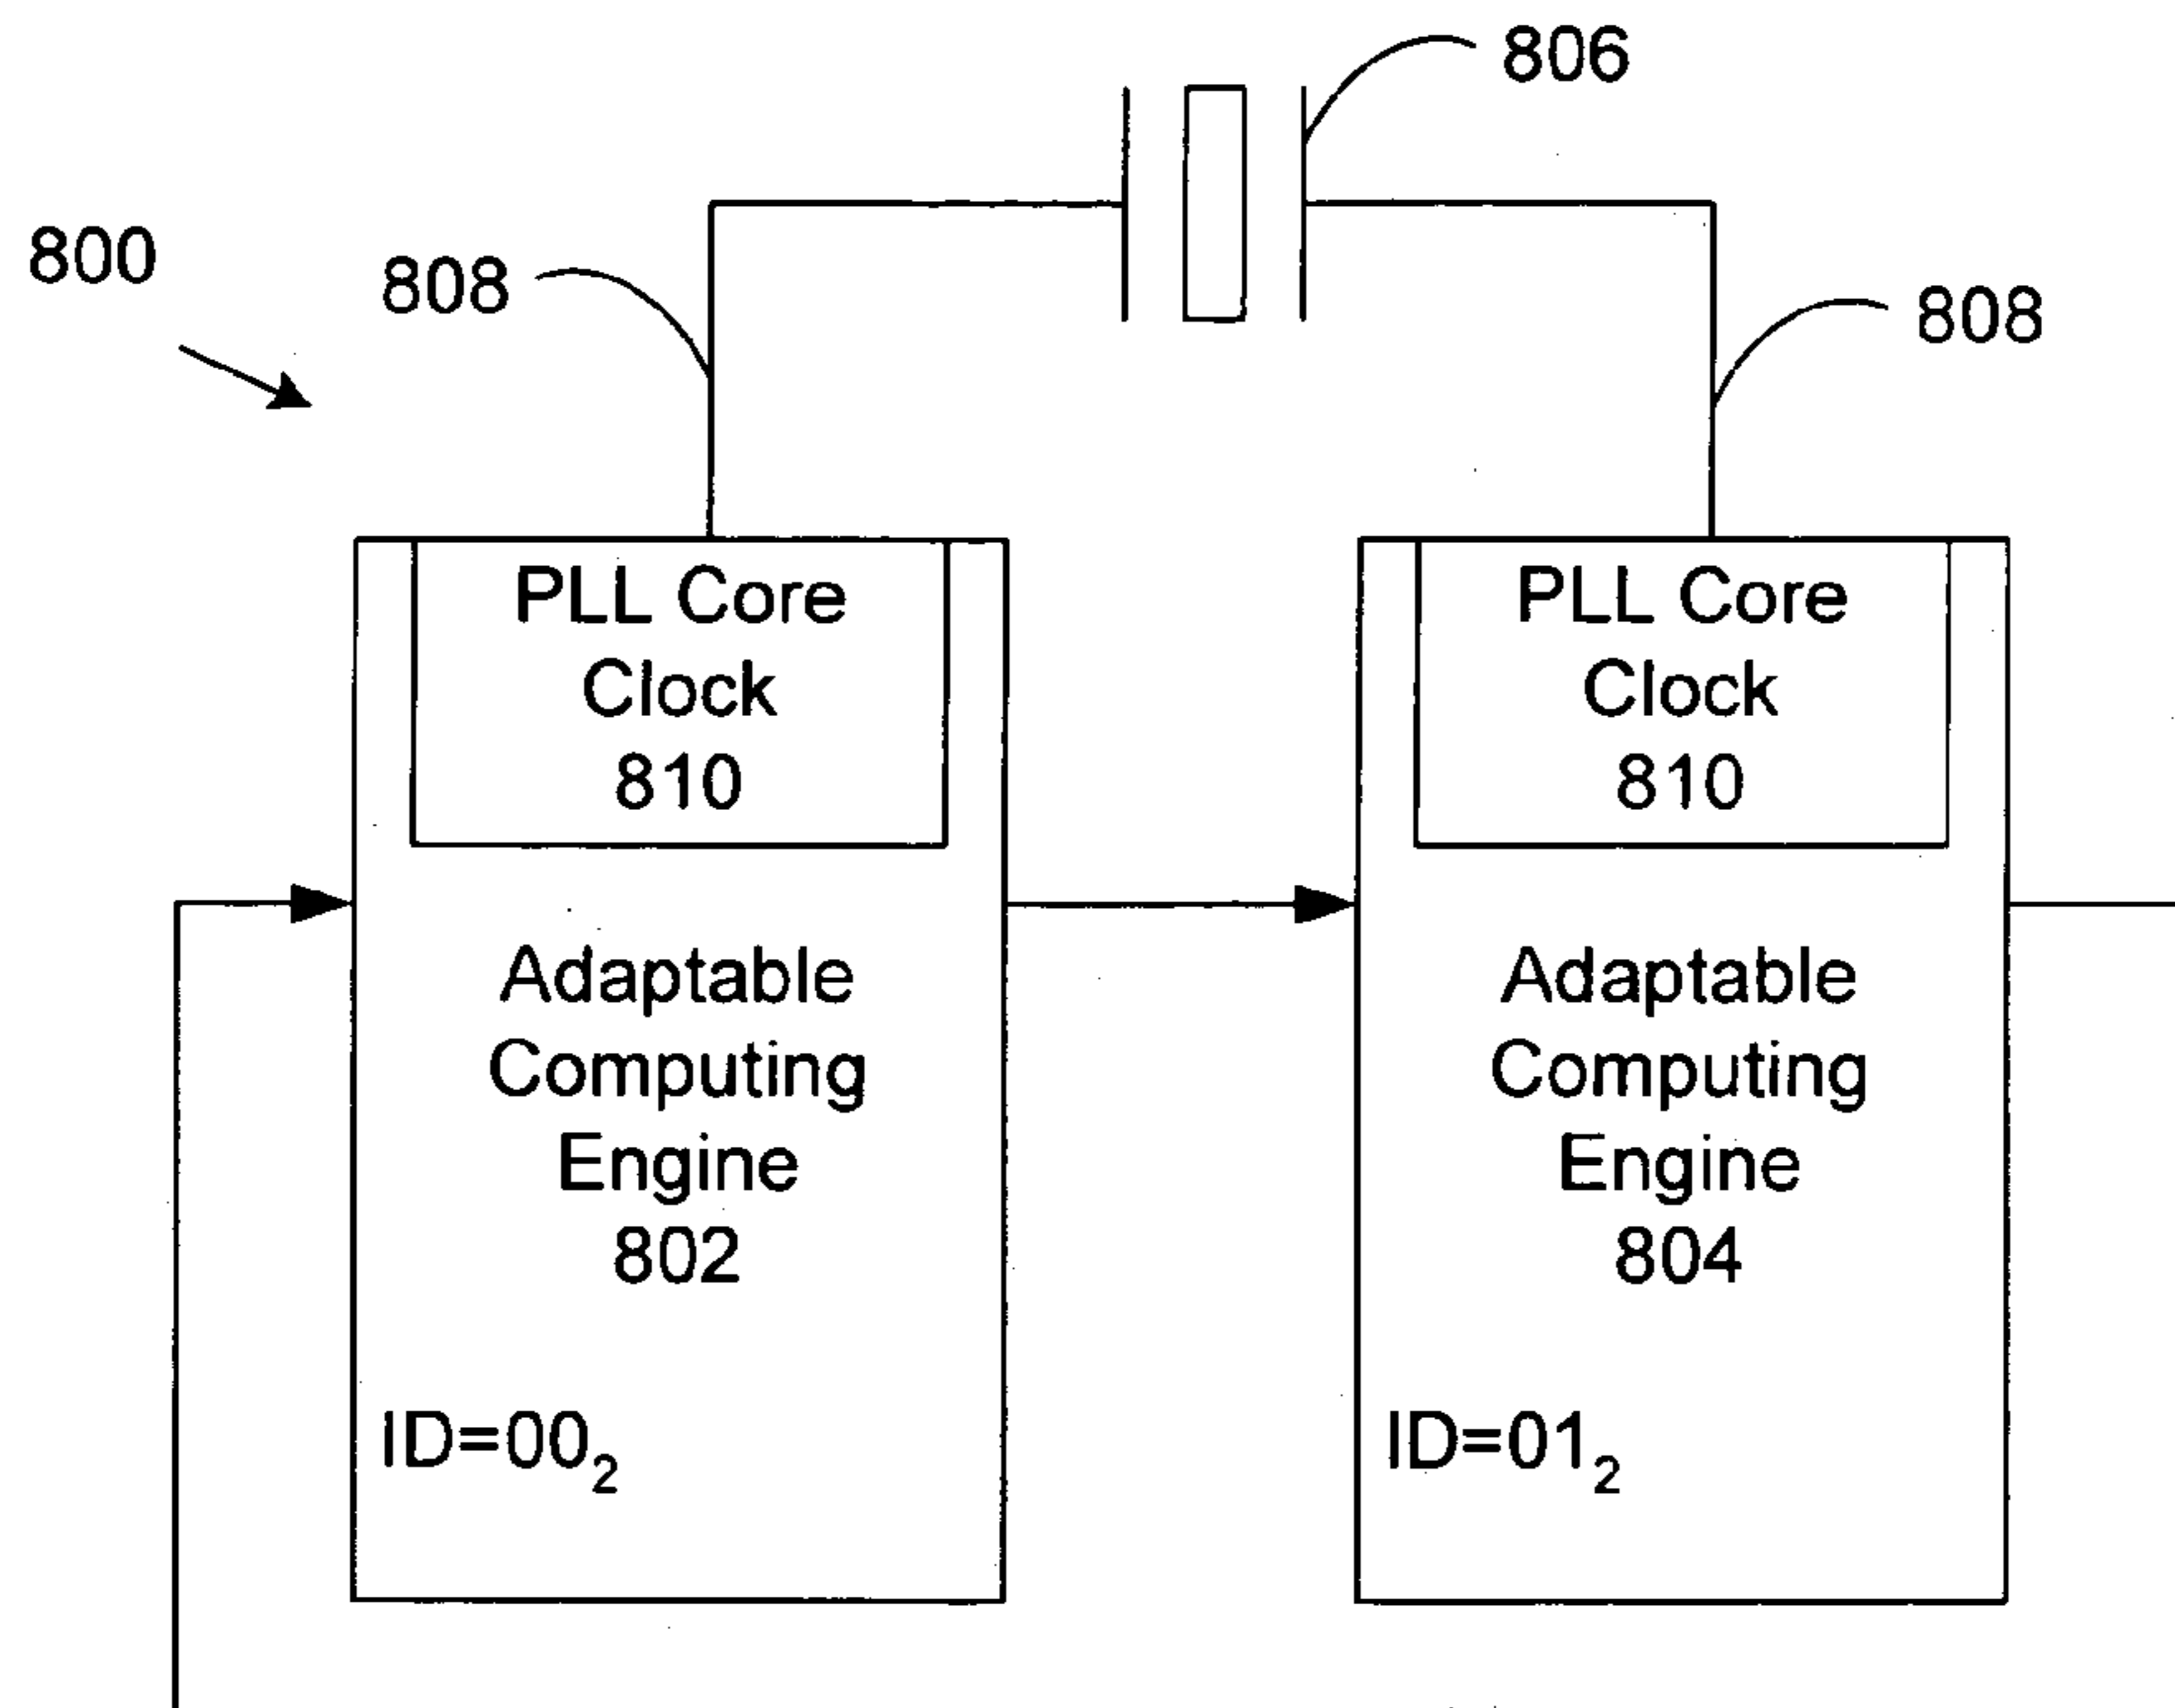 806
800
808
808
PLL Core
Clock
810
PLL Core
Clock
810
Adaptable
Computing
Engine
802
Adaptable
Computing
Engine
804
ID=00₂
ID=01₂